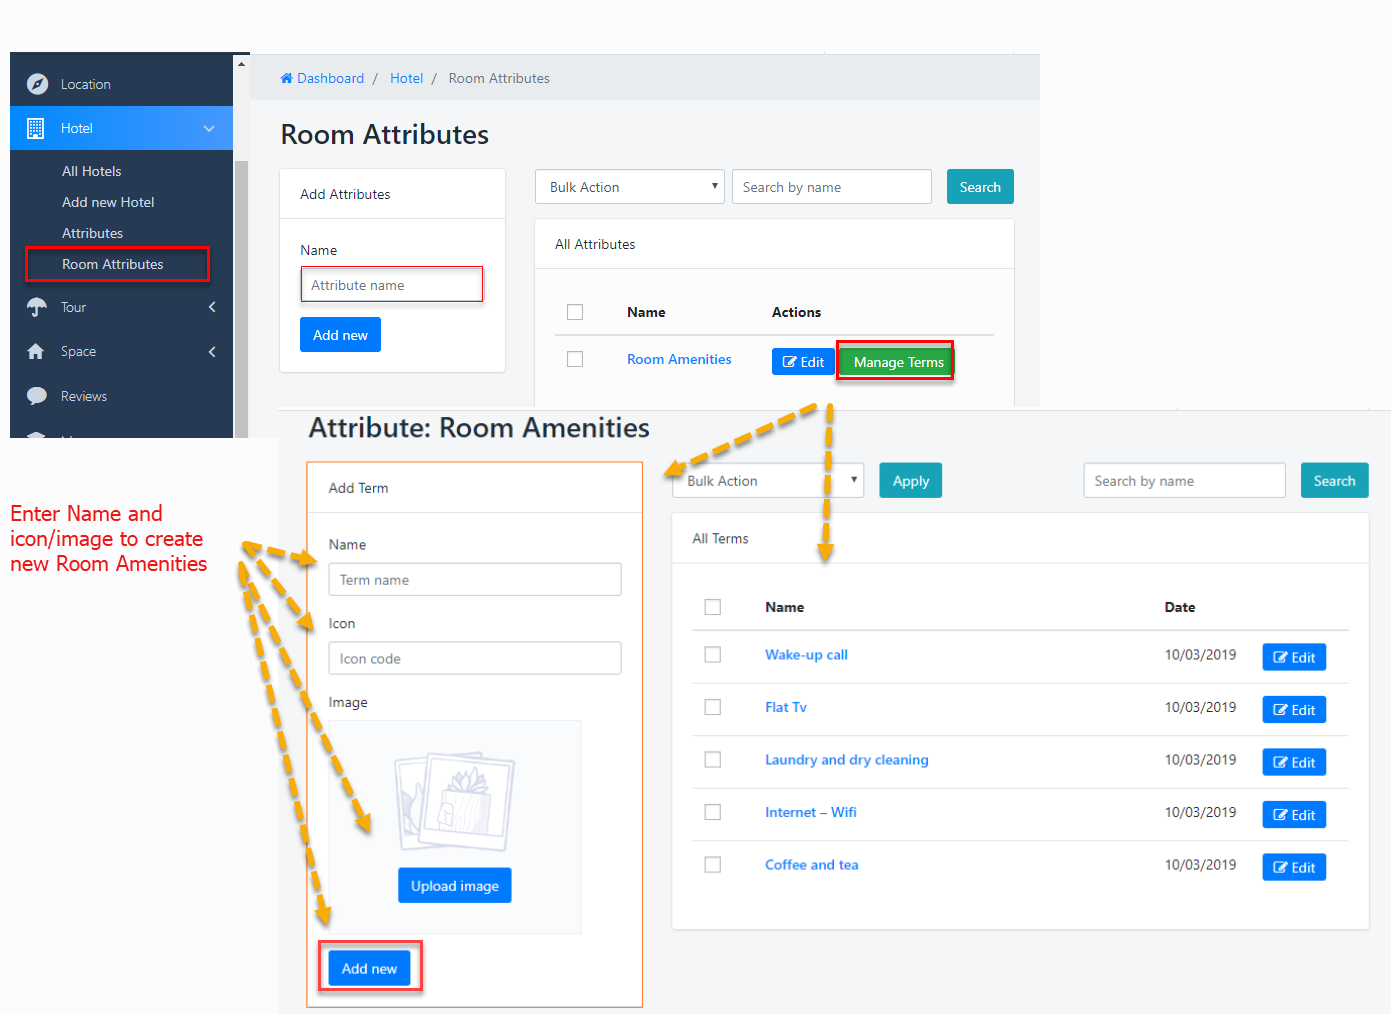 Location
Hotel
All Hotels
Add new Hotel
Attributes
Room Attributes
Tour
Space
Reviews
Dashboard / Hotel / Room Attributes
Room Attributes
Add Attributes
Name
Attribute name
Add new
Bulk Action
Search by name
Search
All Attributes
Name Actions
Room Amenities Edit Manage Terms
Enter Name and
icon/image to create
new Room Amenities
Attribute: Room Amenities
Add Term
Name
Term name
Icon
Icon code
Image
Upload image
Add new
Bulk Action
Apply
Search by name
Search
All Terms
Name Date
Wake-up call 10/03/2019 Edit
Flat Tv 10/03/2019 Edit
Laundry and dry cleaning 10/03/2019 Edit
Internet – Wifi 10/03/2019 Edit
Coffee and tea 10/03/2019 Edit